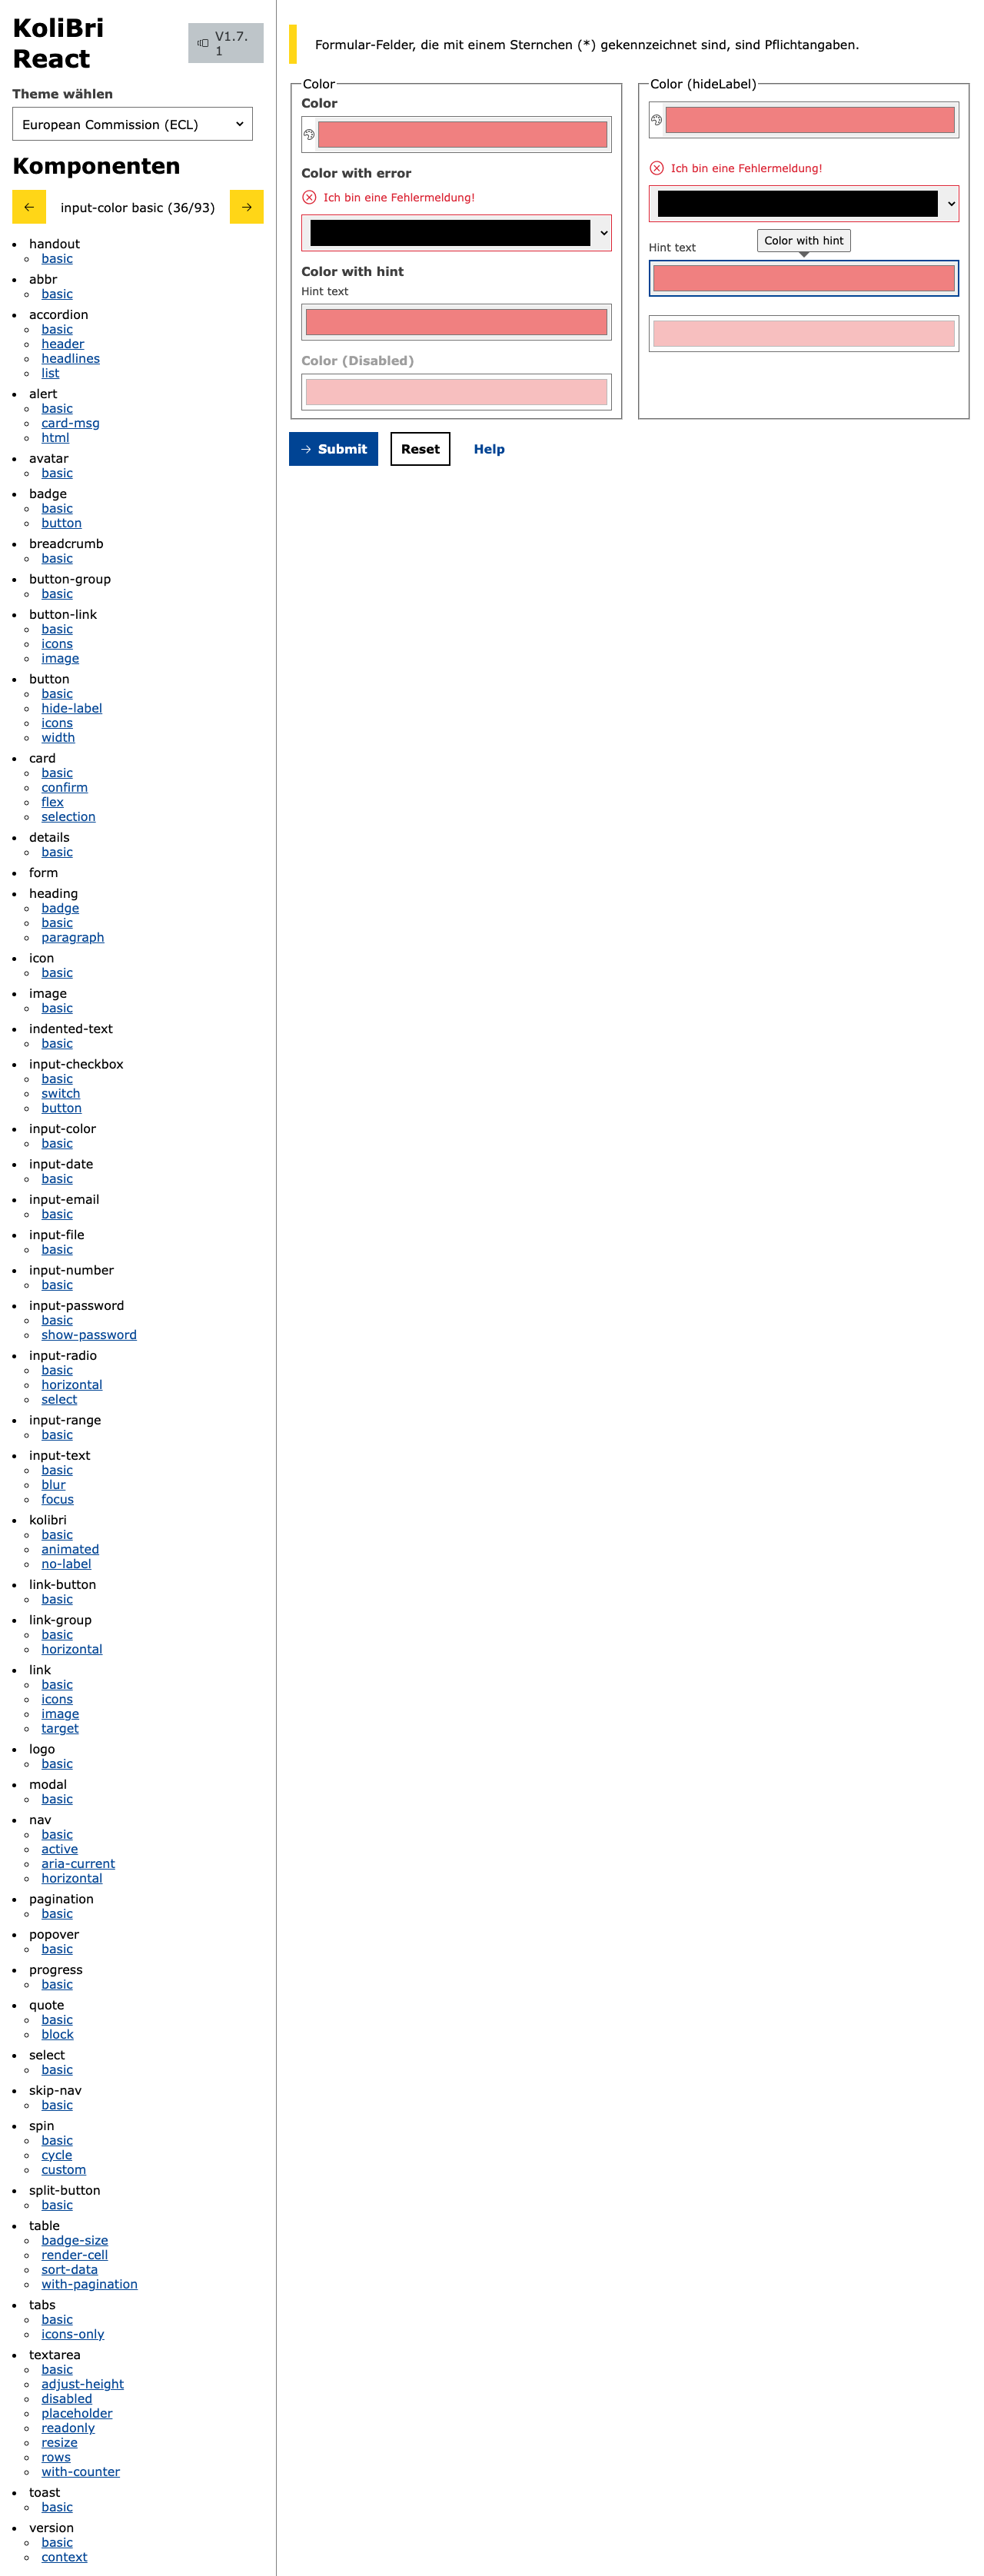 KoliBri
React
V1.7.
1
Theme wählen
European Commission (ECL)
Komponenten
input-color basic (36/93)
handout
basic
abbr
basic
accordion
basic
header
headlines
list
alert
basic
card-msg
html
avatar
basic
badge
basic
button
breadcrumb
basic
button-group
basic
button-link
basic
icons
image
button
basic
hide-label
icons
width
card
basic
confirm
flex
selection
details
basic
form
heading
badge
basic
paragraph
icon
basic
image
basic
indented-text
basic
input-checkbox
basic
switch
button
input-color
basic
input-date
basic
input-email
basic
input-file
basic
input-number
basic
input-password
basic
show-password
input-radio
basic
horizontal
select
input-range
basic
input-text
basic
blur
focus
kolibri
basic
animated
no-label
link-button
basic
link-group
basic
horizontal
link
basic
icons
image
target
logo
basic
modal
basic
nav
basic
active
aria-current
horizontal
pagination
basic
popover
basic
progress
basic
quote
basic
block
select
basic
skip-nav
basic
spin
basic
cycle
custom
split-button
basic
table
badge-size
render-cell
sort-data
with-pagination
tabs
basic
icons-only
textarea
basic
adjust-height
disabled
placeholder
readonly
resize
rows
with-counter
toast
basic
version
basic
context
Formular-Felder, die mit einem Sternchen (*) gekennzeichnet sind, sind Pflichtangaben.
Color
Color
Color with error
Ich bin eine Fehlermeldung!
Color with hint
Hint text
Color (Disabled)
Color (hideLabel)
Ich bin eine Fehlermeldung!
Color with hint
Hint text
Submit
Reset
Help